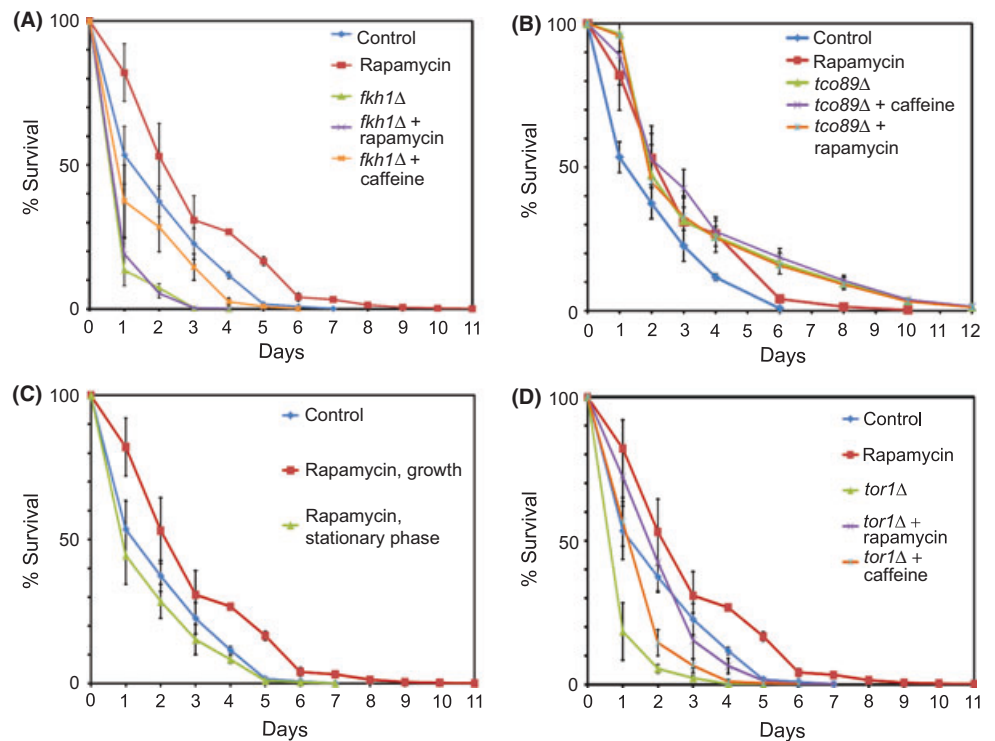 (A)
100
50
0
% Survival
0 1 2 3 4 5 6 7 8 9 10 11
Days
Control
Rapamycin
fkh1Δ
fkh1Δ +
rapamycin
fkh1Δ +
caffeine
(B)
100
50
0
% Survival
0 1 2 3 4 5 6 7 8 9 10 11 12
Days
Control
Rapamycin
tco89Δ
tco89Δ + caffeine
tco89Δ +
rapamycin
(C)
100
50
0
% Survival
0 1 2 3 4 5 6 7 8 9 10 11
Days
Control
Rapamycin, growth
Rapamycin,
stationary phase
(D)
100
50
0
% Survival
0 1 2 3 4 5 6 7 8 9 10 11
Days
Control
Rapamycin
tor1Δ
tor1Δ +
rapamycin
tor1Δ +
caffeine